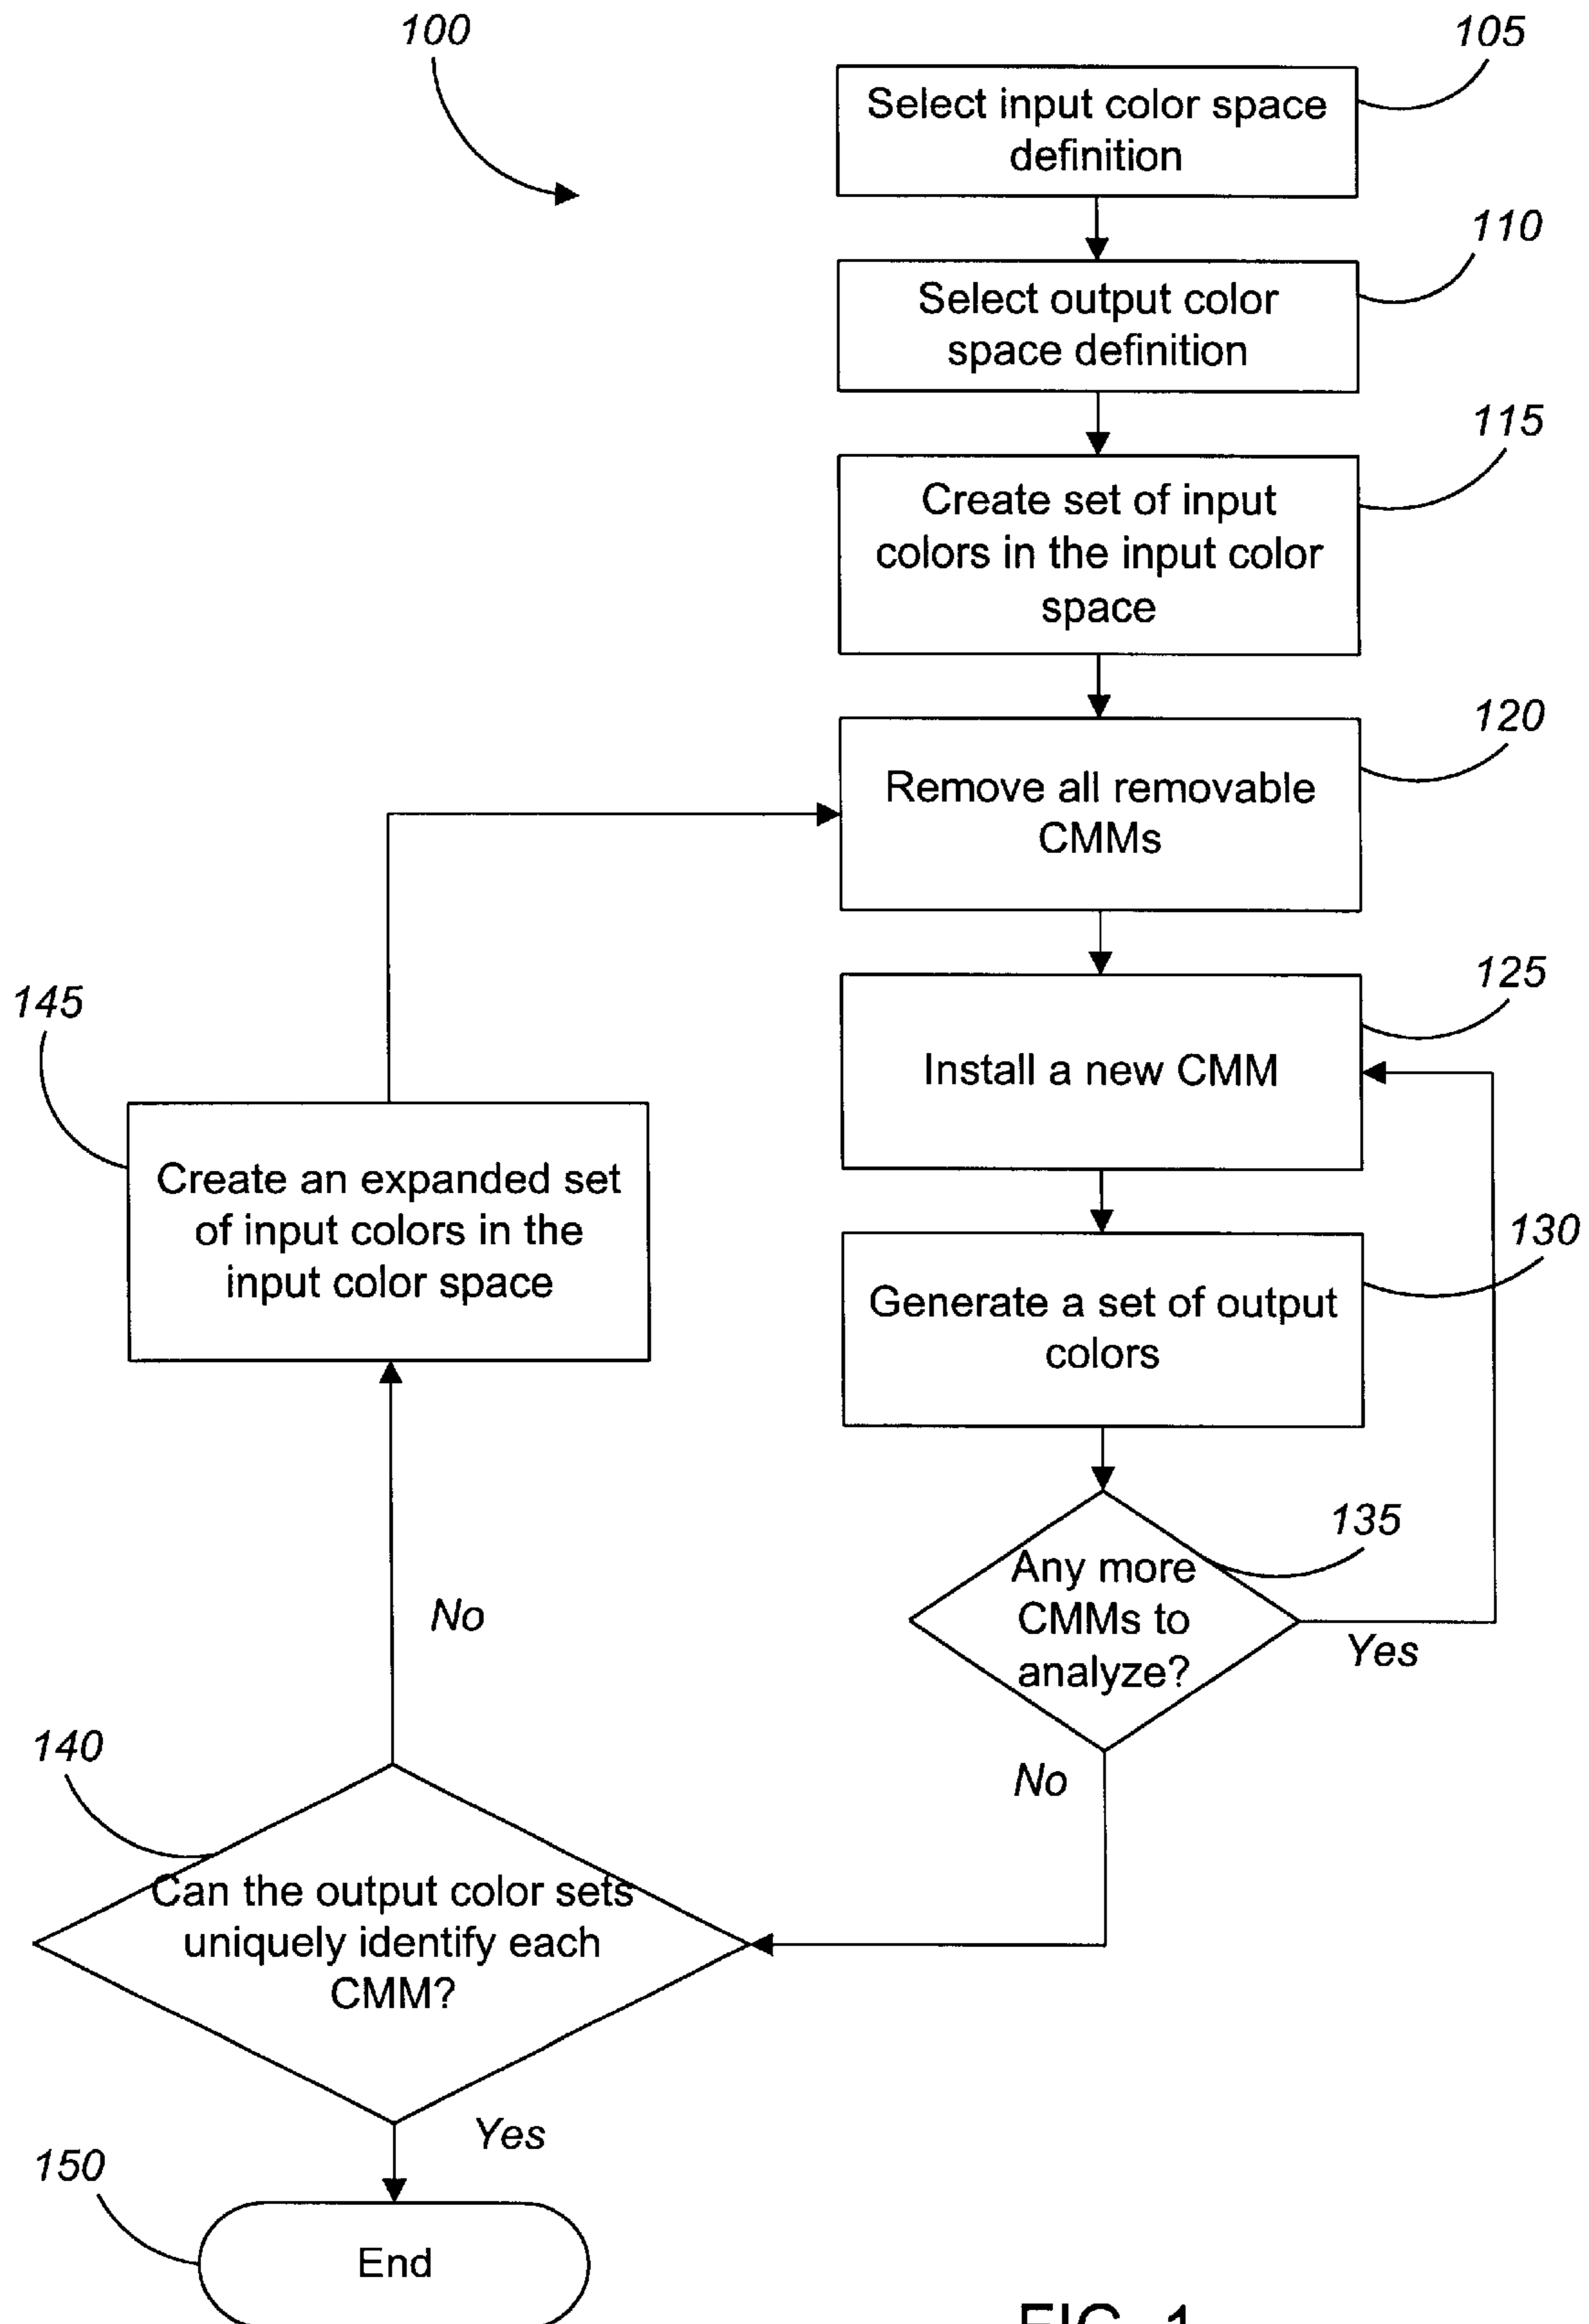 100
105
Select input color space
definition
110
Select output color
space definition
115
Create set of input
colors in the input color
space
120
Remove all removable
CMMs
125
Install a new CMM
145
Create an expanded set
of input colors in the
input color space
130
Generate a set of output
colors
135
Any more
CMMs to
analyze?
Yes
No
No
140
Can the output color sets
uniquely identify each
CMM?
Yes
150
End
FIG. 1